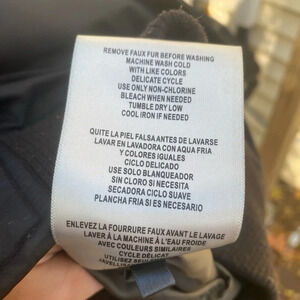 REMOVE FAUX FUR BEFORE WASHING
MACHINE WASH COLD
WITH LIKE COLORS
DELICATE CYCLE
USE ONLY NON-CHLORINE
BLEACH WHEN NEEDED
TUMBLE DRY LOW
COOL IRON IF NEEDED
QUITE LA PIEL FALSA ANTES DE LAVARSE
LAVAR EN LAVADORA CON AQUA FRIA
Y COLORES IGUALES
CICLO DELICADO
USE SOLO BLANQUEADOR
SIN CLORO SI NECESITA
SECADORA CICLO SUAVE
PLANCHA FRIA SI ES NECESARIO
ENLEVEZ LA FOURRURE FAUX AVANT LE LAVAGE
LAVER À LA MACHINE À L'EAU FROIDE
AVEC COULEURS SIMILAIRES
CYCLE DÉLICAT
UTILISEZ